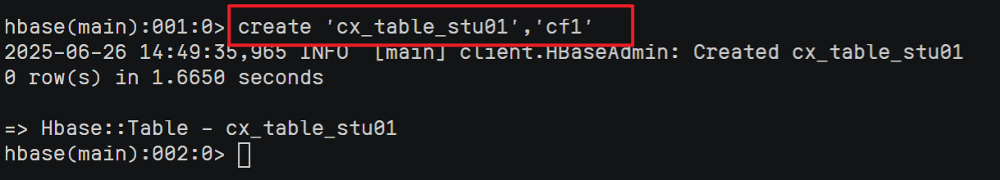 hbase(main):001:0> create 'cx_table_stu01','cf1'
2025-06-26 14:49:35,965 INFO  [main] client.HBaseAdmin: Created cx_table_stu01
0 row(s) in 1.6650 seconds
=> Hbase::Table - cx_table_stu01
hbase(main):002:0>